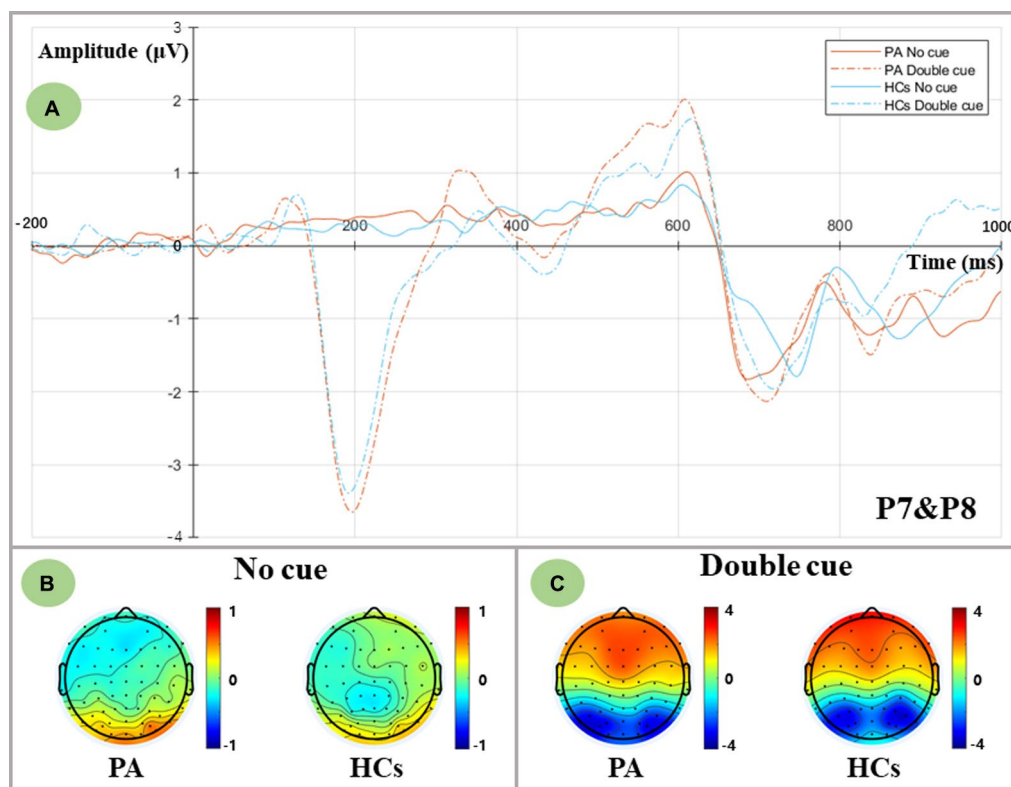 3
Amplitude (μV)
PA No cue
PA Double cue
HCs No cue
HCs Double cue
A
2
1
-200
200
400
600
800
1000
0
Time (ms)
-1
-2
-3
P7&P8
-4
B
No cue
1
0
-1
PA
1
0
-1
HCs
C
Double cue
4
0
-4
PA
4
0
-4
HCs